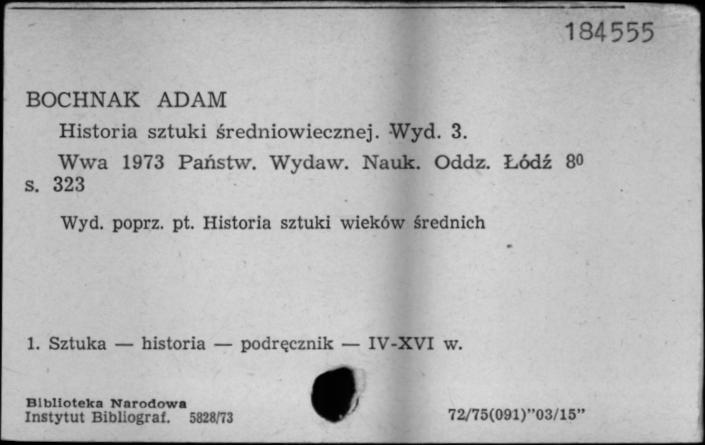 184555
BOCHNAK ADAM
Historia sztuki średniowiecznej. Wyd. 3.
Wwa 1973 Państw. Wydaw. Nauk. Oddz. Łódź 8⁰
s. 323
Wyd. poprz. pt. Historia sztuki wieków średnich
1. Sztuka — historia — podręcznik — IV-XVI w.
Biblioteka Narodowa
Instytut Bibliograf. 5828/73
72/75(091)"03/15"